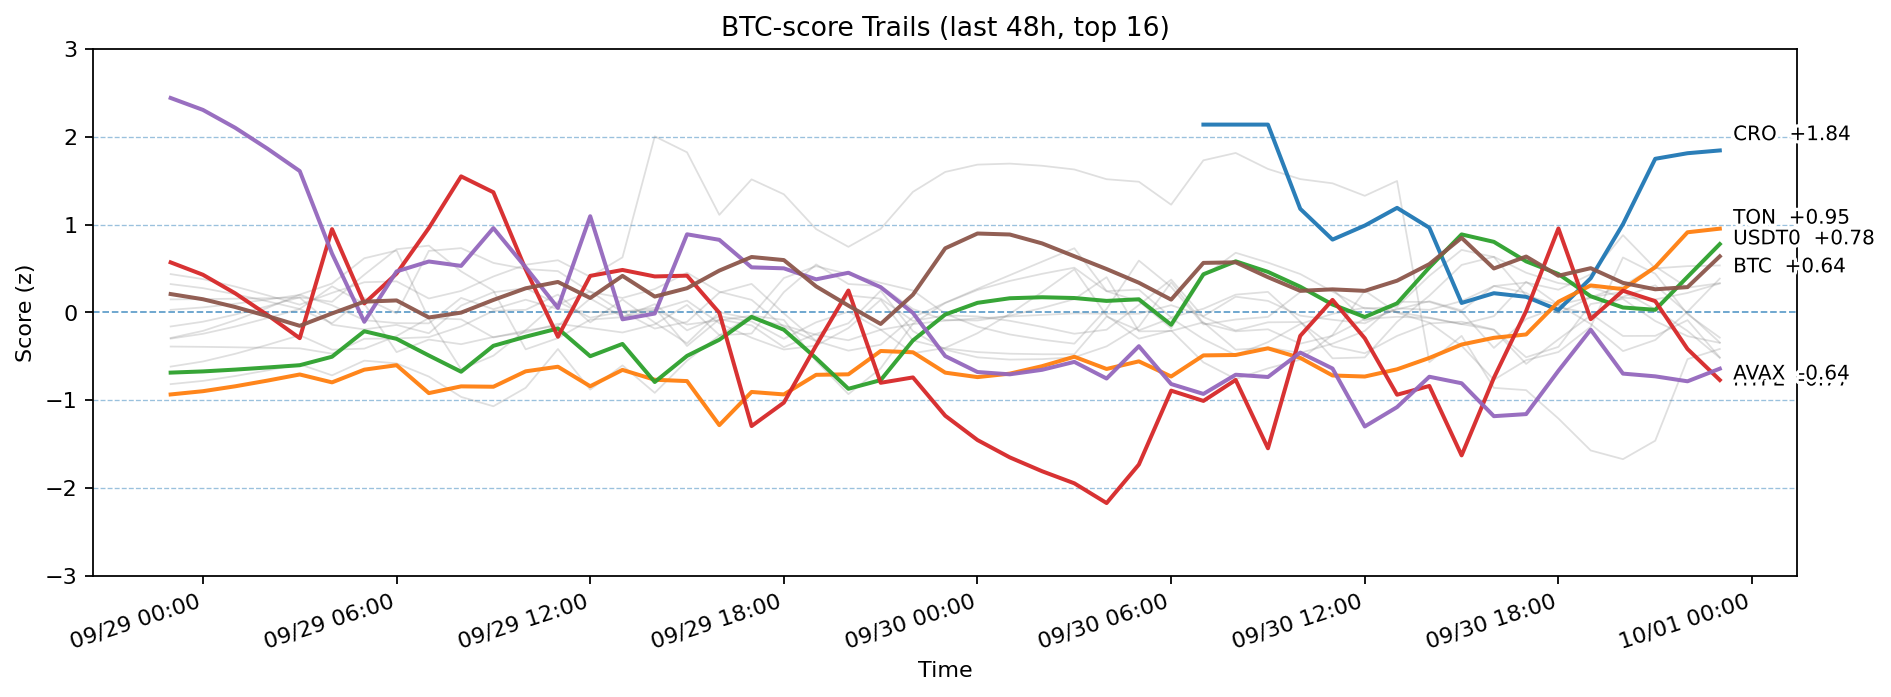 BTC-score Trails (last 48h, top 16)
3
2
1
0
−1
−2
−3
Score (z)
CRO +1.84
TON +0.95
USDT0 +0.78
BTC +0.64
AVAX -0.64
09/29 00:00
09/29 06:00
09/29 12:00
09/29 18:00
09/30 00:00
09/30 06:00
09/30 12:00
09/30 18:00
10/01 00:00
Time